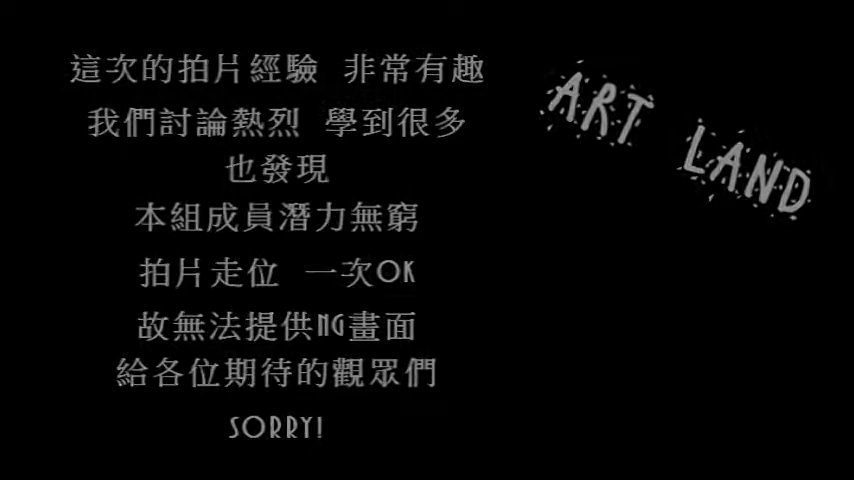 這次的拍片經驗 非常有趣
我們討論熱烈 學到很多
也發現
本組成員潛力無窮
拍片走位 一次OK
故無法提供NG畫面
給各位期待的觀眾們
SORRY!
ART LAND